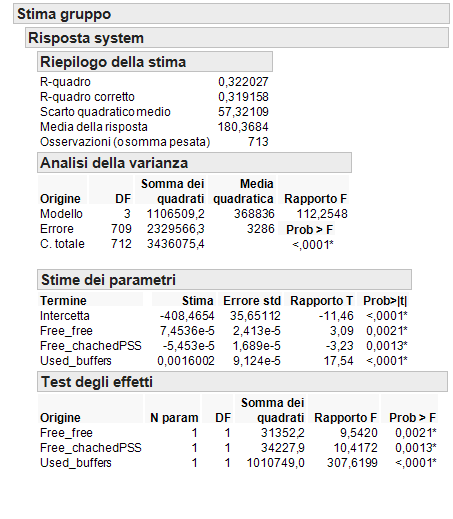 Stima gruppo
Risposta system
Riepilogo della stima
R-quadro 0,322027
R-quadro corretto 0,319158
Scarto quadratico medio 57,32109
Media della risposta 180,3684
Osservazioni (o somma pesata) 713
Analisi della varianza
Somma dei Media
Origine DF quadrati quadratica Rapporto F
Modello 3 1106509,2 368836 112,2548
Errore 709 2329566,3 3286 Prob > F
C. totale 712 3436075,4 <,0001*
Stime dei parametri
Termine Stima Errore std Rapporto T Prob>|t|
Intercetta -408,4654 35,65112 -11,46 <,0001*
Free_free 7,4536e-5 2,413e-5 3,09 0,0021*
Free_chachedPSS -5,453e-5 1,689e-5 -3,23 0,0013*
Used_buffers 0,0016002 9,124e-5 17,54 <,0001*
Test degli effetti
Somma dei
Origine N param DF quadrati Rapporto F Prob > F
Free_free 1 1 31352,2 9,5420 0,0021*
Free_chachedPSS 1 1 34227,9 10,4172 0,0013*
Used_buffers 1 1 1010749,0 307,6199 <,0001*